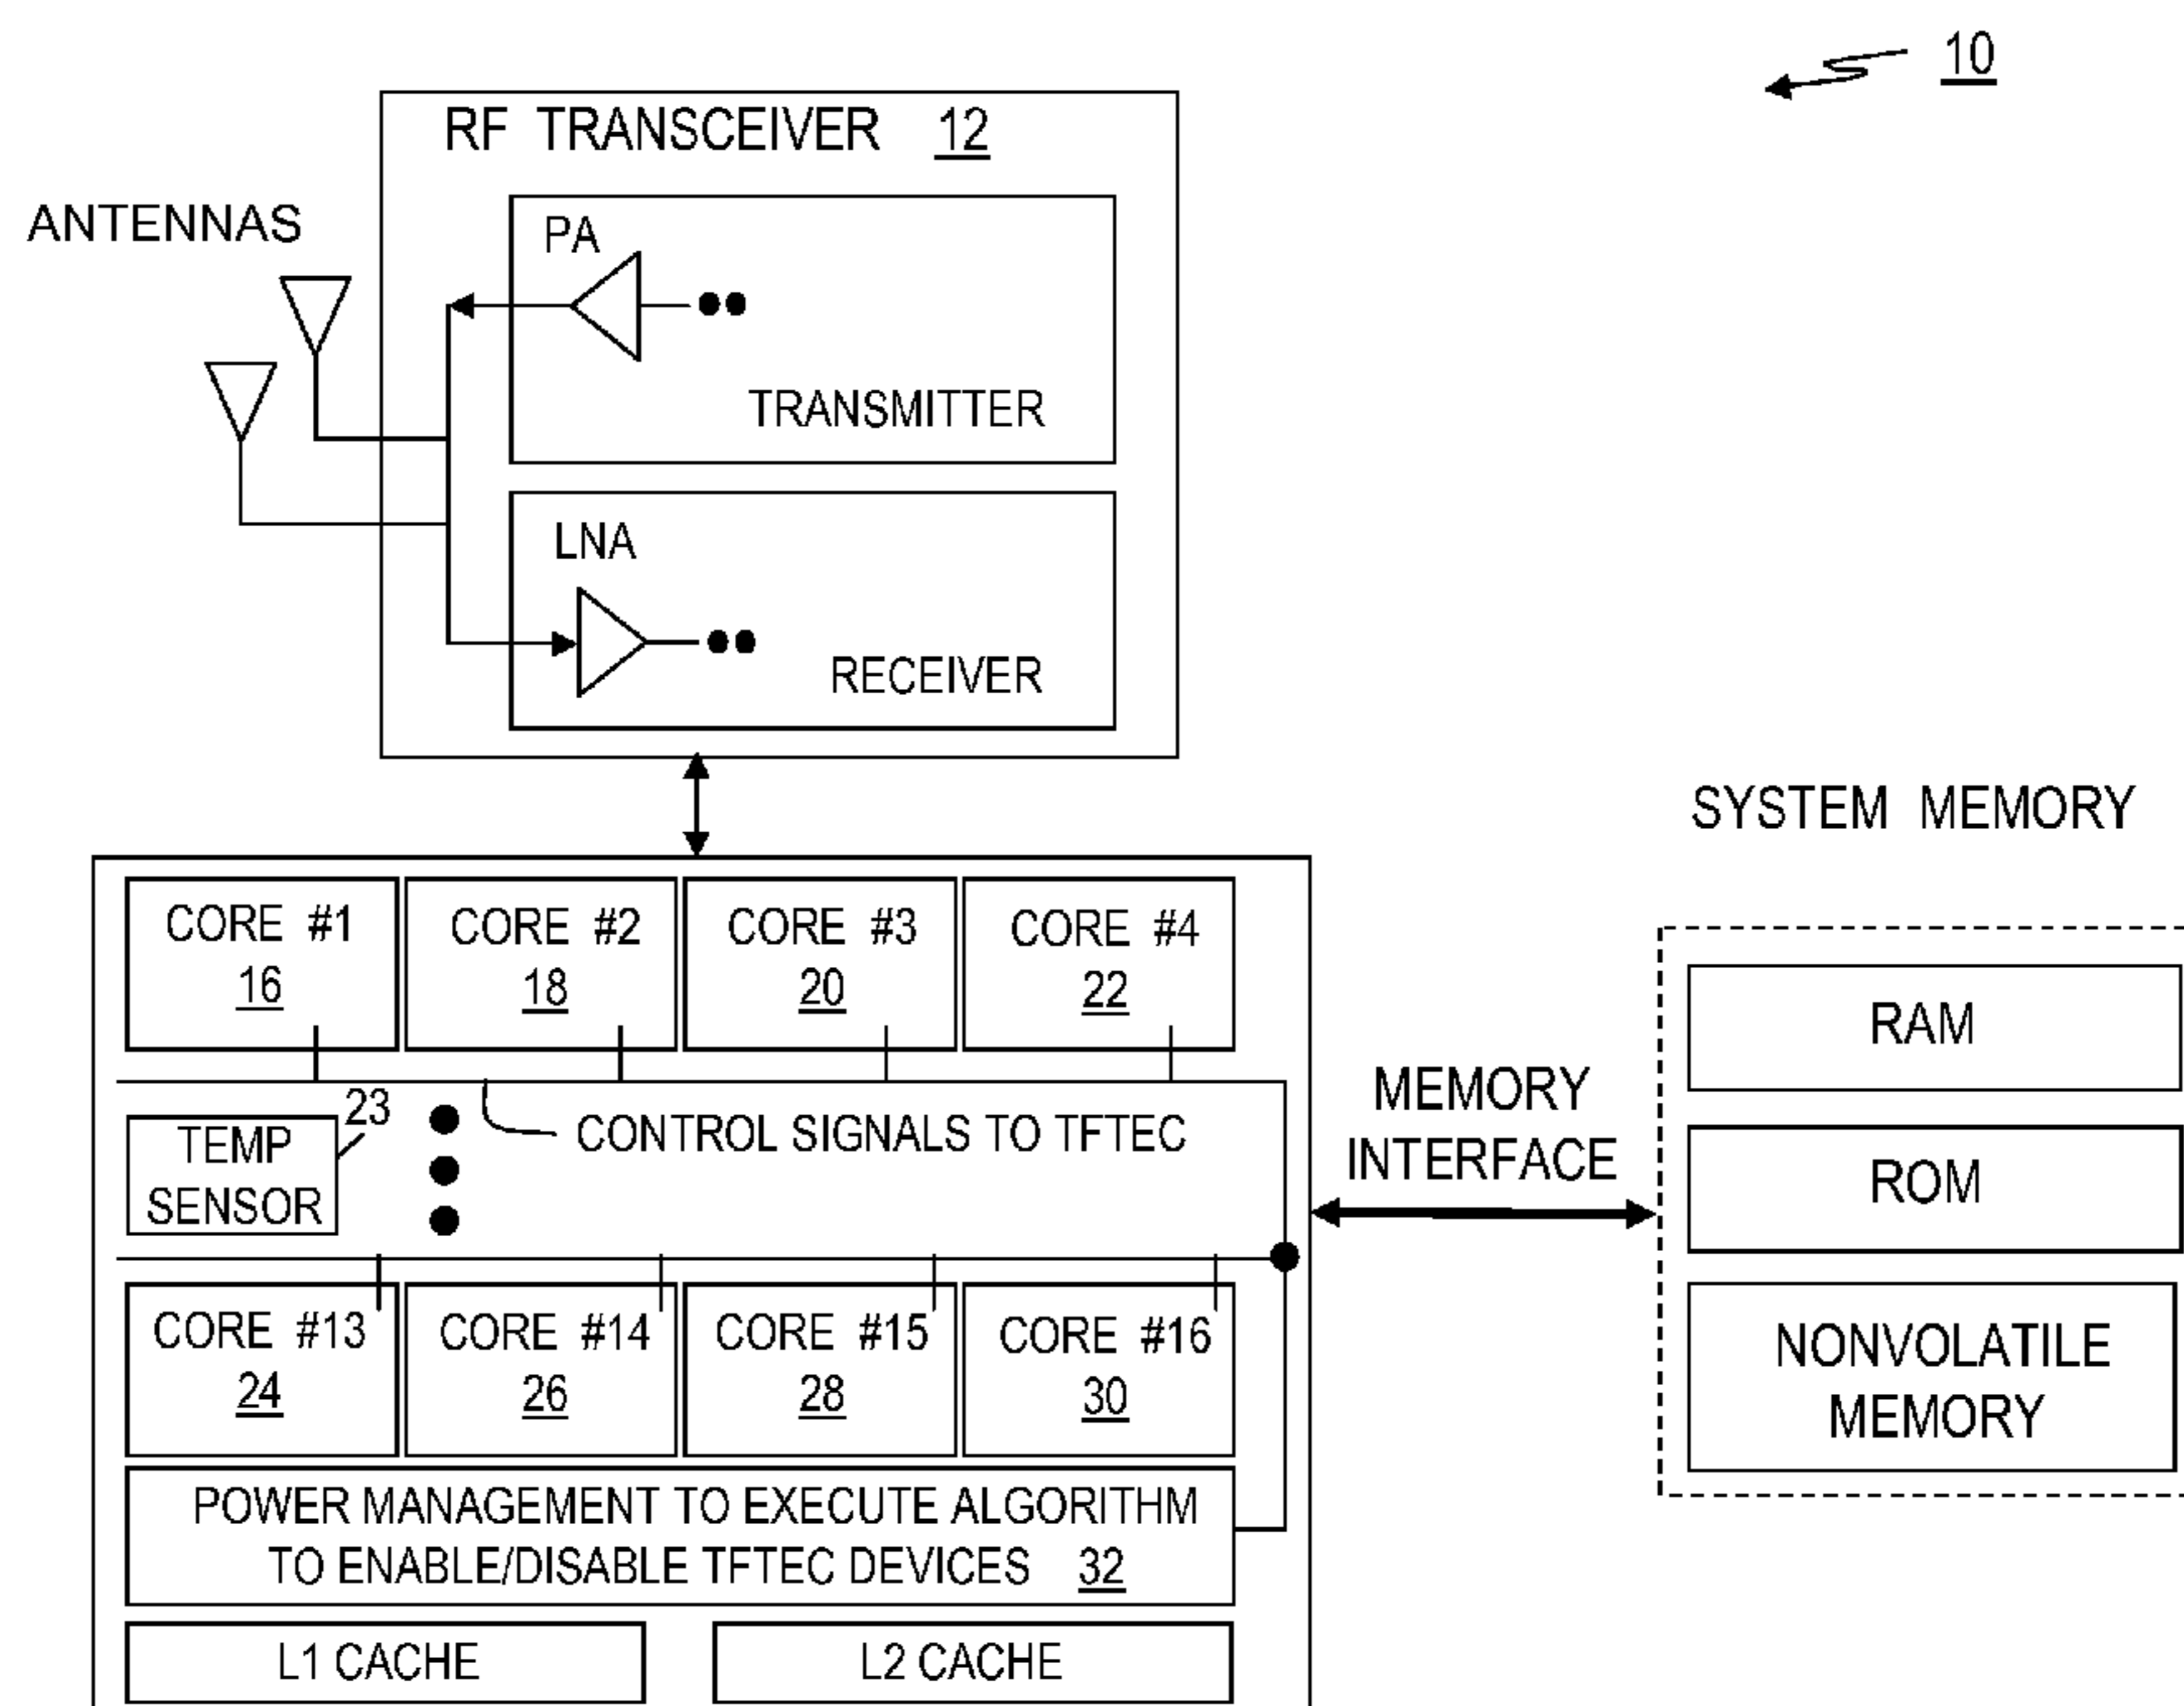 10
RF TRANSCEIVER 12
ANTENNAS
PA
TRANSMITTER
LNA
RECEIVER
SYSTEM MEMORY
CORE #1
16
CORE #2
18
CORE #3
20
CORE #4
22
RAM
MEMORY
INTERFACE
23
TEMP
SENSOR
CONTROL SIGNALS TO TFTEC
ROM
CORE #13
24
CORE #14
26
CORE #15
28
CORE #16
30
NONVOLATILE
MEMORY
POWER MANAGEMENT TO EXECUTE ALGORITHM
TO ENABLE/DISABLE TFTEC DEVICES 32
L1 CACHE
L2 CACHE